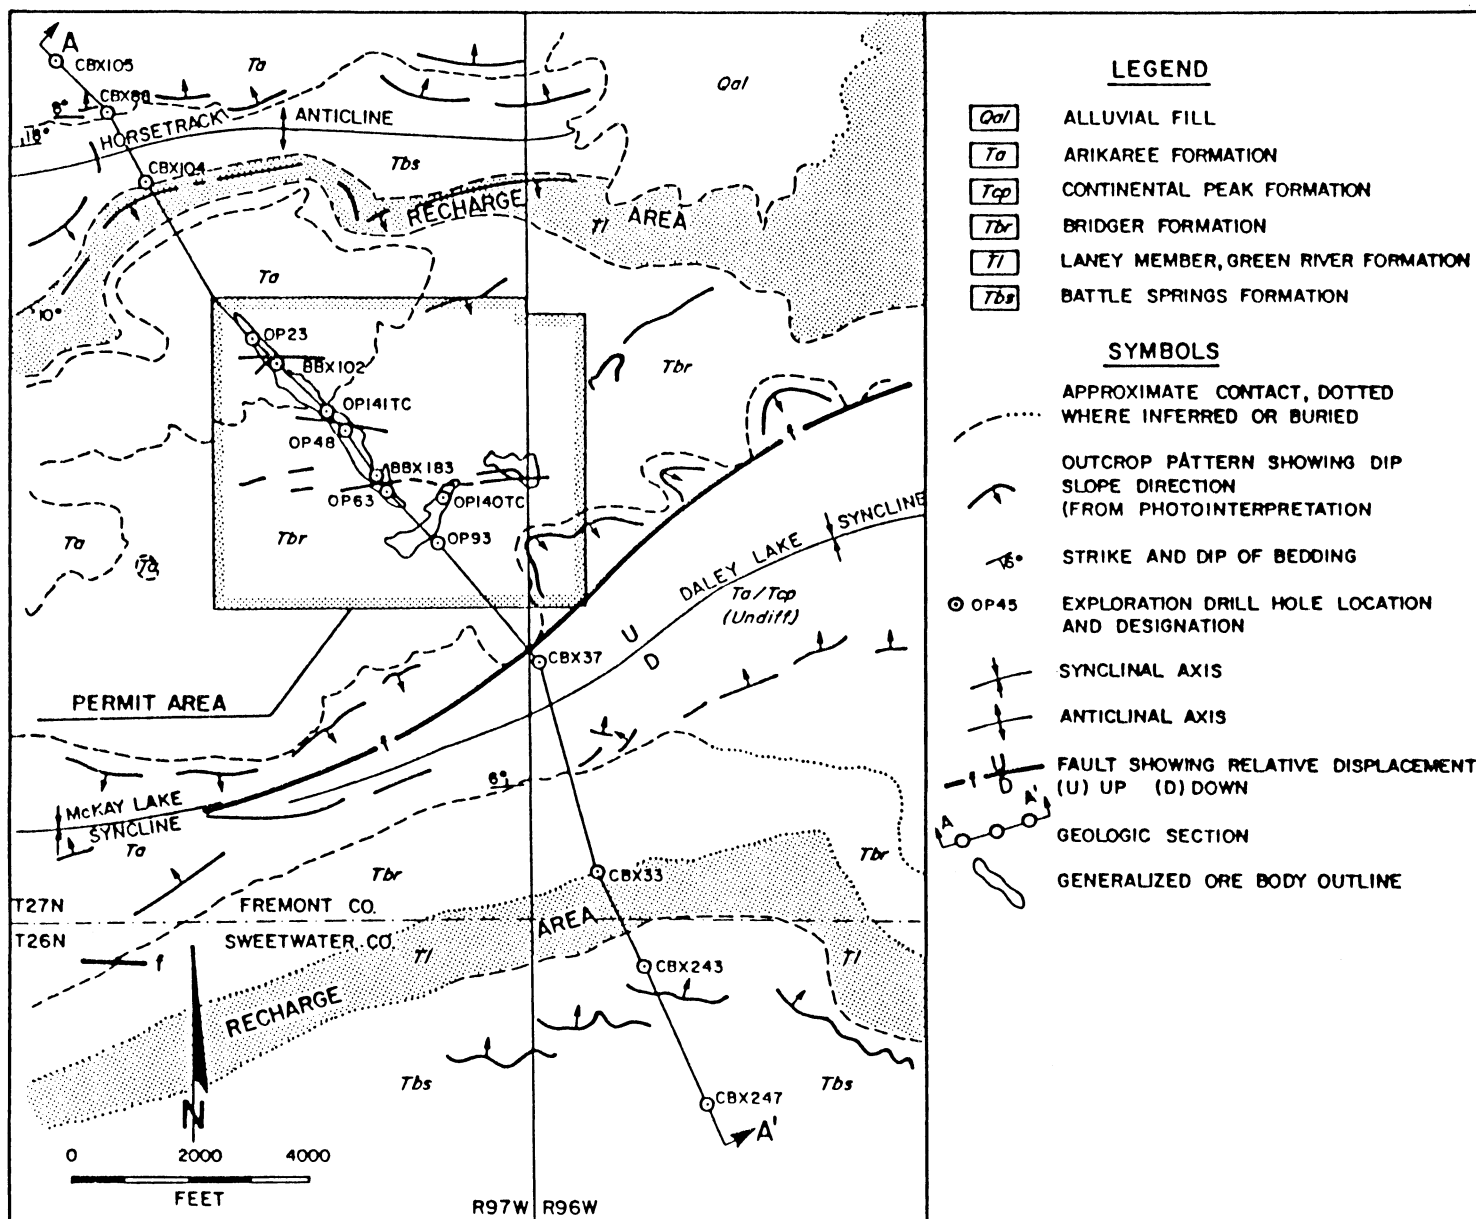 A
CBX105
Ta
Qal
CBX88
8°
18°
HORSETRACK
ANTICLINE
CBX104
Tbs
RECHARGE
AREA
Tl
Ta
10°
OP23
BBX102
Tbr
OP141TC
OP48
BBX183
OP63
OP140TC
OP93
Ta
Ta
Tbr
DALEY LAKE
SYNCLINE
Ta/Tcp
(Undiff)
U
D
CBX37
PERMIT AREA
f
f
6°
McKAY LAKE
SYNCLINE
Ta
Tbr
Tbr
CBX33
T27N
FREMONT CO.
AREA
T26N
SWEETWATER CO.
f
Tl
Tl
CBX243
RECHARGE
Tbs
Tbs
CBX247
A'
N
0 2000 4000
FEET
R97W R96W
LEGEND
Qal ALLUVIAL FILL
Ta ARIKAREE FORMATION
Tcp CONTINENTAL PEAK FORMATION
Tbr BRIDGER FORMATION
Tl LANEY MEMBER, GREEN RIVER FORMATION
Tbs BATTLE SPRINGS FORMATION
SYMBOLS
APPROXIMATE CONTACT, DOTTED
WHERE INFERRED OR BURIED
OUTCROP PATTERN SHOWING DIP
SLOPE DIRECTION
(FROM PHOTOINTERPRETATION
STRIKE AND DIP OF BEDDING
OP45 EXPLORATION DRILL HOLE LOCATION
AND DESIGNATION
SYNCLINAL AXIS
ANTICLINAL AXIS
f U D FAULT SHOWING RELATIVE DISPLACEMENT
(U) UP (D) DOWN
A A' GEOLOGIC SECTION
GENERALIZED ORE BODY OUTLINE